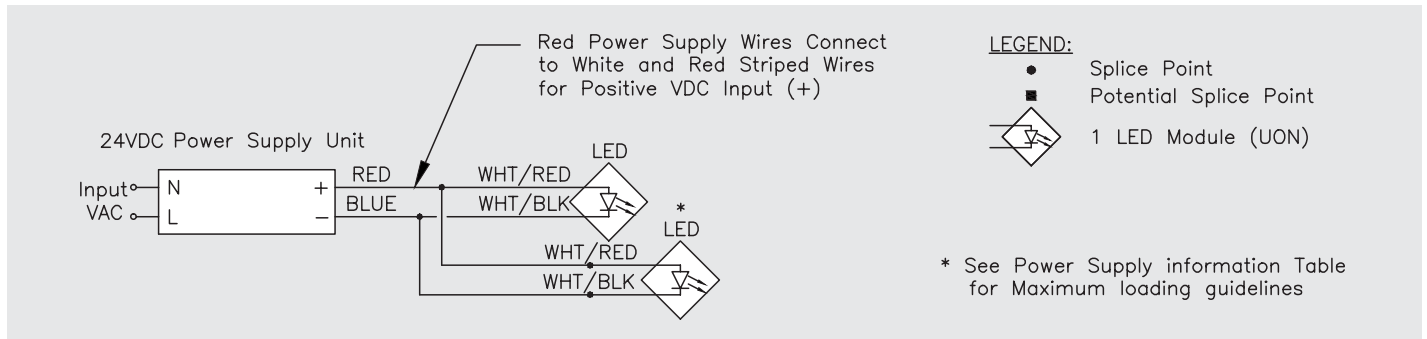 Red Power Supply Wires Connect
to White and Red Striped Wires
for Positive VDC Input (+)
LEGEND:
Splice Point
Potential Splice Point
1 LED Module (UON)
24VDC Power Supply Unit
Input
VAC
N
L
+
−
RED
BLUE
WHT/RED
WHT/BLK
LED
*
LED
WHT/RED
WHT/BLK
* See Power Supply information Table
for Maximum loading guidelines